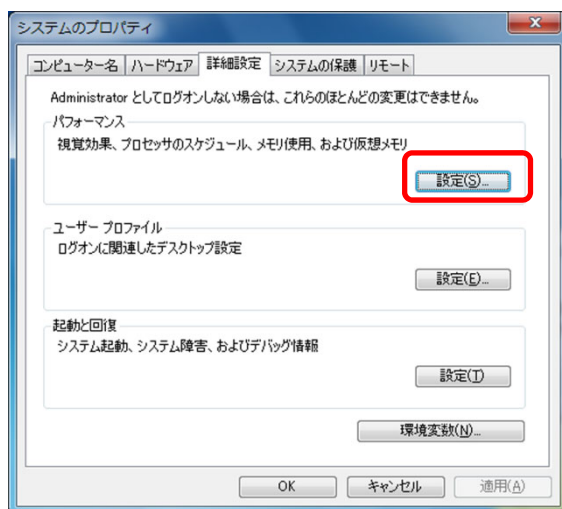 システムのプロパティ
コンピューター名 ハードウェア 詳細設定 システムの保護 リモート
Administrator としてログオンしない場合は、これらのほとんどの変更はできません。
パフォーマンス
視覚効果、プロセッサのスケジュール、メモリ使用、および仮想メモリ
設定(S)...
ユーザー プロファイル
ログオンに関連したデスクトップ設定
設定(E)...
起動と回復
システム起動、システム障害、およびデバッグ情報
設定(T)
環境変数(N)...
OK キャンセル 適用(A)